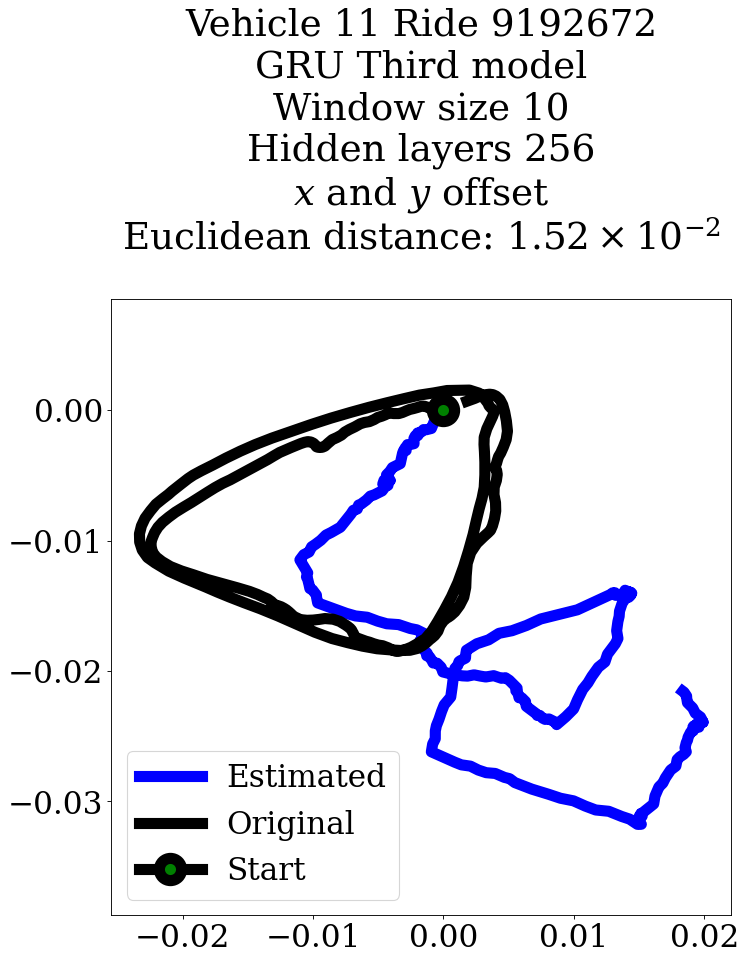 Vehicle 11 Ride 9192672
GRU Third model
Window size 10
Hidden layers 256
x and y offset
Euclidean distance: 1.52 × 10⁻²
0.00
−0.01
−0.02
−0.03
Estimated
Original
Start
−0.02 −0.01 0.00 0.01 0.02